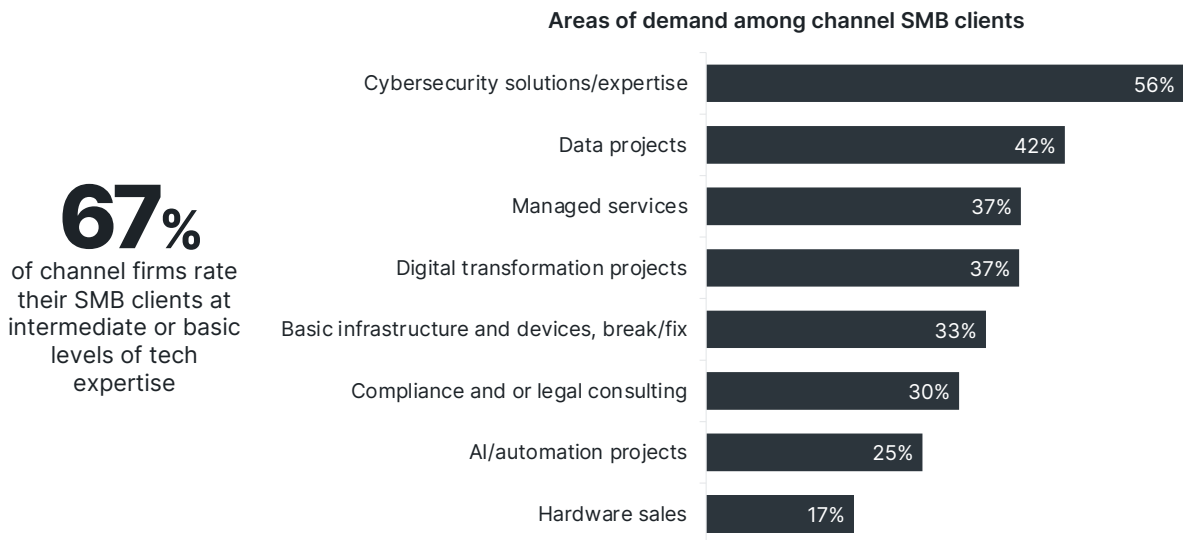 Areas of demand among channel SMB clients
67%
of channel firms rate
their SMB clients at
intermediate or basic
levels of tech
expertise
Cybersecurity solutions/expertise 56%
Data projects 42%
Managed services 37%
Digital transformation projects 37%
Basic infrastructure and devices, break/fix 33%
Compliance and or legal consulting 30%
AI/automation projects 25%
Hardware sales 17%